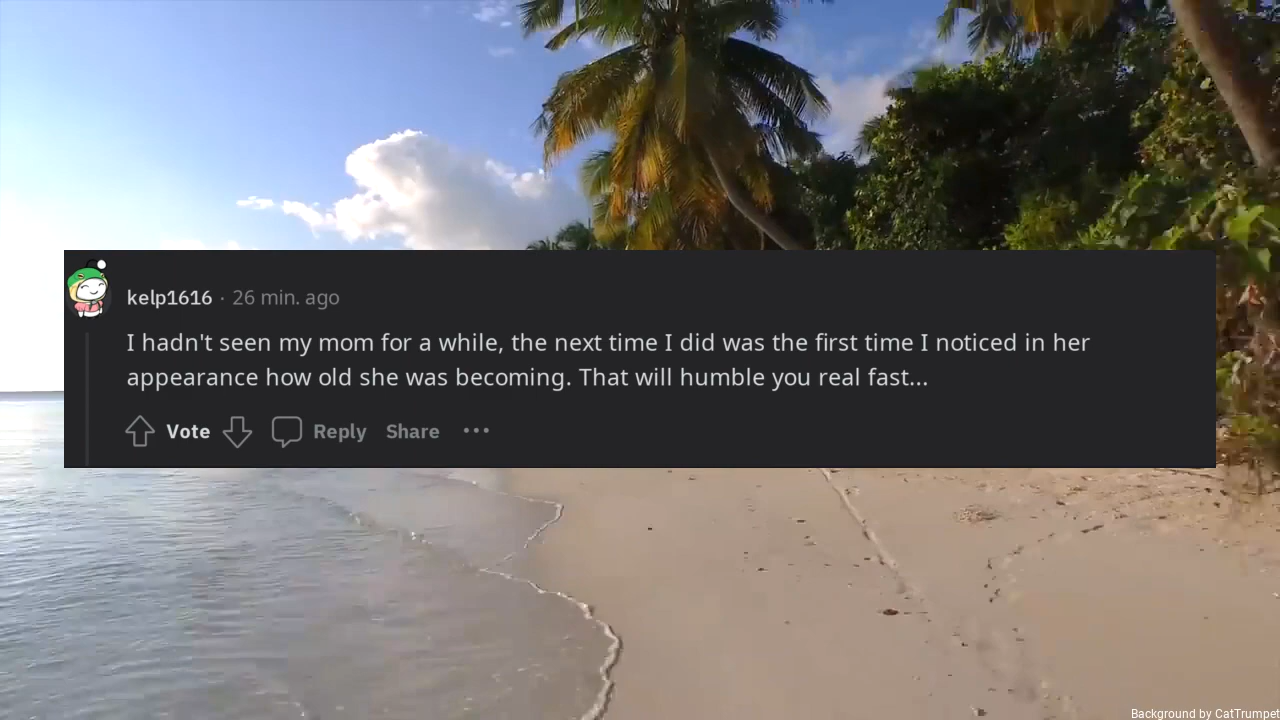 kelp1616 · 26 min. ago
I hadn't seen my mom for a while, the next time I did was the first time I noticed in her
appearance how old she was becoming. That will humble you real fast...
Vote Reply Share
Background by CatTrumpet